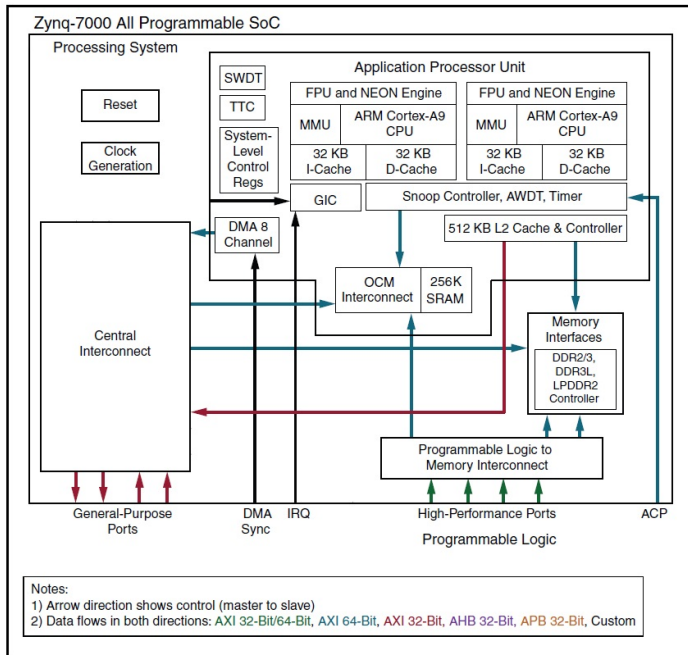 Zynq-7000 All Programmable SoC
Processing System
Application Processor Unit
SWDT
TTC
System-
Level
Control
Regs
FPU and NEON Engine
MMU
ARM Cortex-A9
CPU
32 KB
I-Cache
32 KB
D-Cache
FPU and NEON Engine
MMU
ARM Cortex-A9
CPU
32 KB
I-Cache
32 KB
D-Cache
Reset
Clock
Generation
GIC
Snoop Controller, AWDT, Timer
DMA 8
Channel
512 KB L2 Cache & Controller
OCM
Interconnect
256K
SRAM
Central
Interconnect
Memory
Interfaces
DDR2/3,
DDR3L,
LPDDR2
Controller
Programmable Logic to
Memory Interconnect
General-Purpose
Ports
DMA
Sync
IRQ
High-Performance Ports
ACP
Programmable Logic
Notes:
1) Arrow direction shows control (master to slave)
2) Data flows in both directions: AXI 32-Bit/64-Bit, AXI 64-Bit, AXI 32-Bit, AHB 32-Bit, APB 32-Bit, Custom